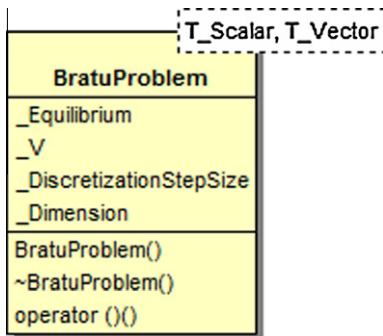 T_Scalar, T_Vector
BratuProblem
_Equilibrium
_V
_DiscretizationStepSize
_Dimension
BratuProblem()
~BratuProblem()
operator ()()